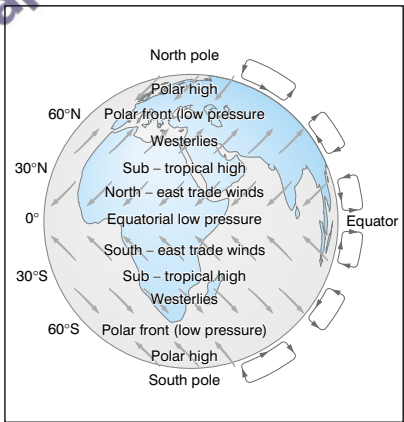 North pole
Polar high
60°N
Polar front (low pressure
Westerlies
30°N
Sub – tropical high
North – east trade winds
0°
Equatorial low pressure
Equator
South – east trade winds
30°S
Sub – tropical high
Westerlies
60°S
Polar front (low pressure)
Polar high
South pole